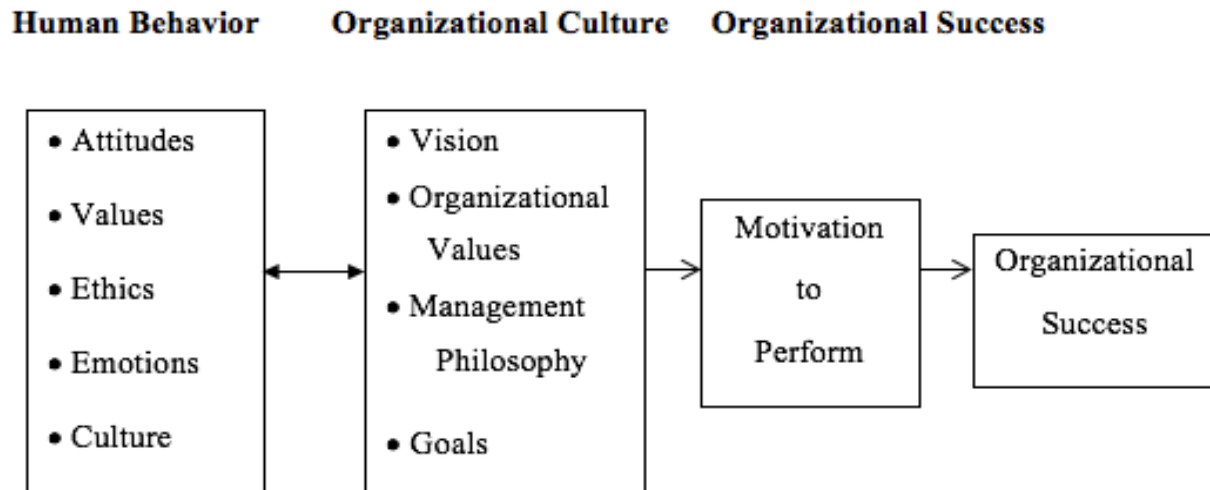 Human Behavior Organizational Culture Organizational Success
• Attitudes
• Values
• Ethics
• Emotions
• Culture
• Vision
• Organizational
Values
• Management
Philosophy
• Goals
Motivation
to
Perform
Organizational
Success